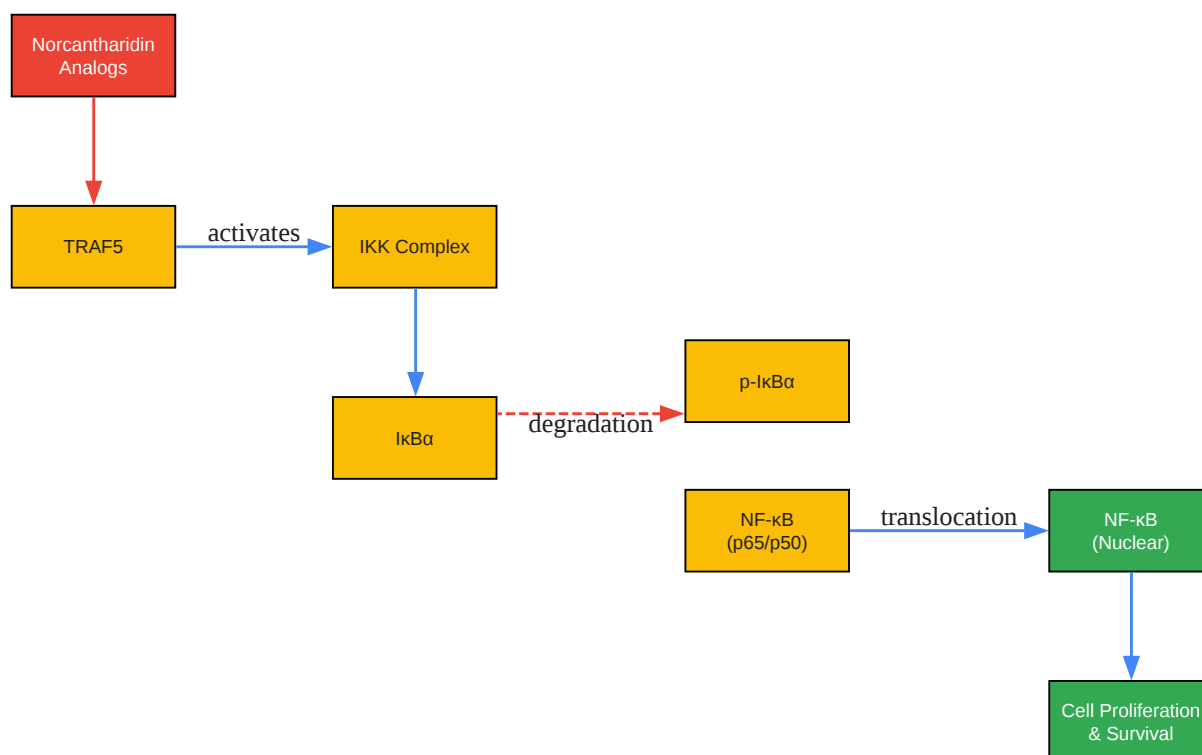 Norcantharidin
Analogs
TRAF5
activates
IKK Complex
p-IκBα
degradation
IκBα
NF-κB
(p65/p50)
translocation
NF-κB
(Nuclear)
Cell Proliferation
& Survival